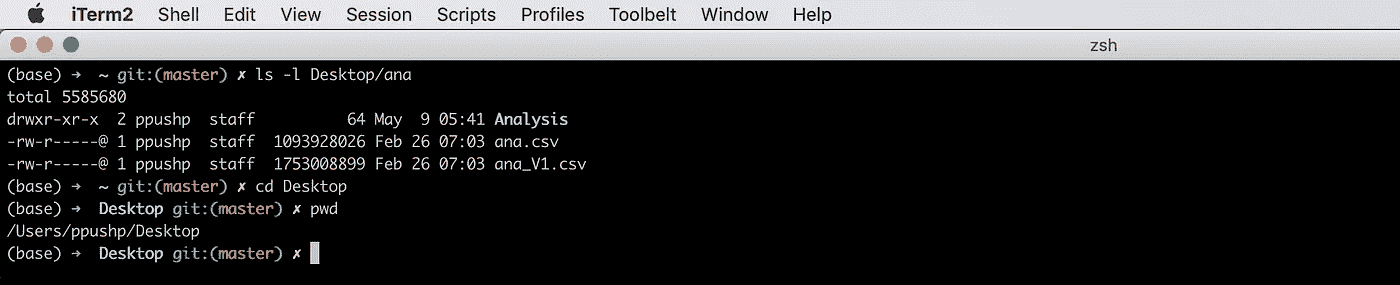 iTerm2 Shell Edit View Session Scripts Profiles Toolbelt Window Help
zsh
(base) ➜  ~ git:(master) ✗ ls -l Desktop/ana
total 5585680
drwxr-xr-x  2 ppushp  staff          64 May  9 05:41 Analysis
-rw-r-----@ 1 ppushp  staff  1093928026 Feb 26 07:03 ana.csv
-rw-r-----@ 1 ppushp  staff  1753008899 Feb 26 07:03 ana_V1.csv
(base) ➜  ~ git:(master) ✗ cd Desktop
(base) ➜  Desktop git:(master) ✗ pwd
/Users/ppushp/Desktop
(base) ➜  Desktop git:(master) ✗